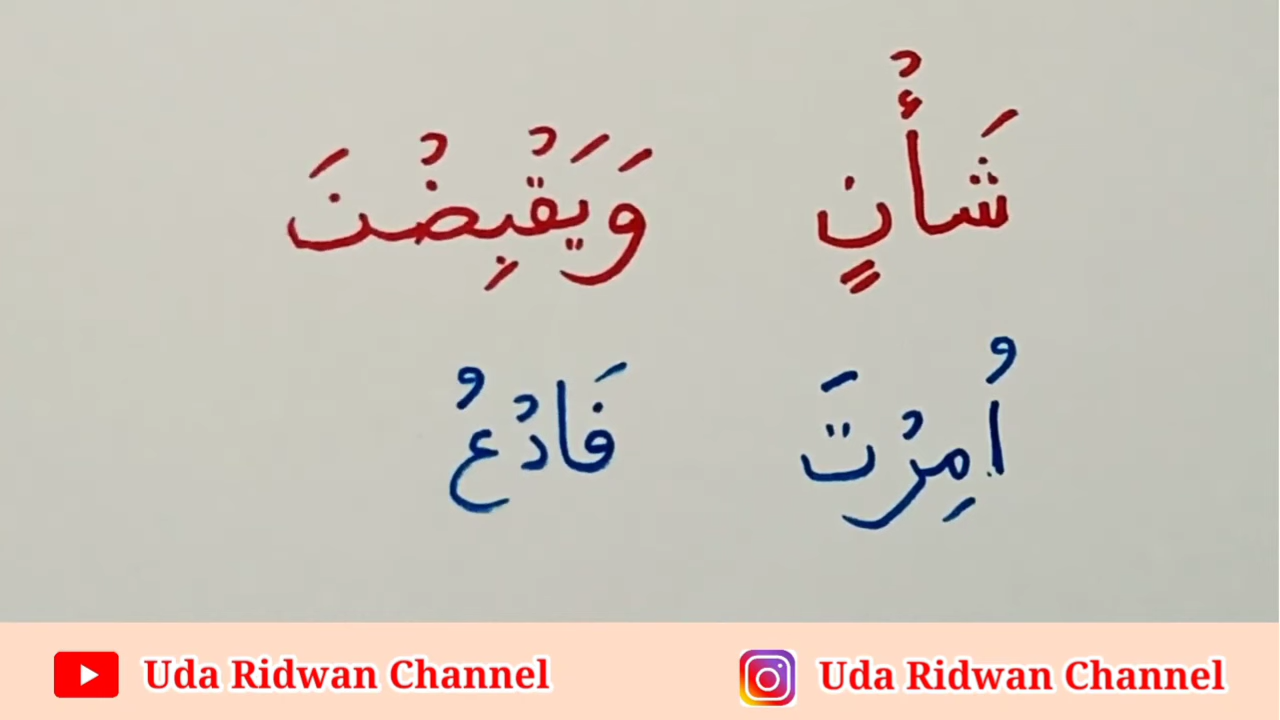 شَأْنٍ وَيَقْبِضْنَ
اُمِرْتَ فَادْعُ
Uda Ridwan Channel Uda Ridwan Channel